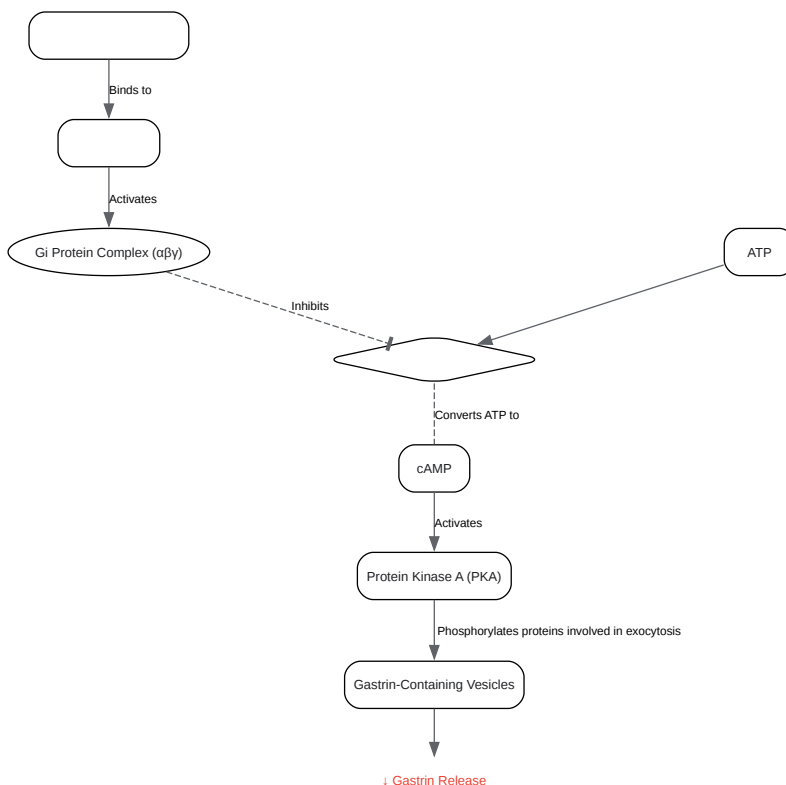 Binds to
Activates
Gi Protein Complex (αβγ)
ATP
Inhibits
Converts ATP to
cAMP
Activates
Protein Kinase A (PKA)
Phosphorylates proteins involved in exocytosis
Gastrin-Containing Vesicles
↓ Gastrin Release